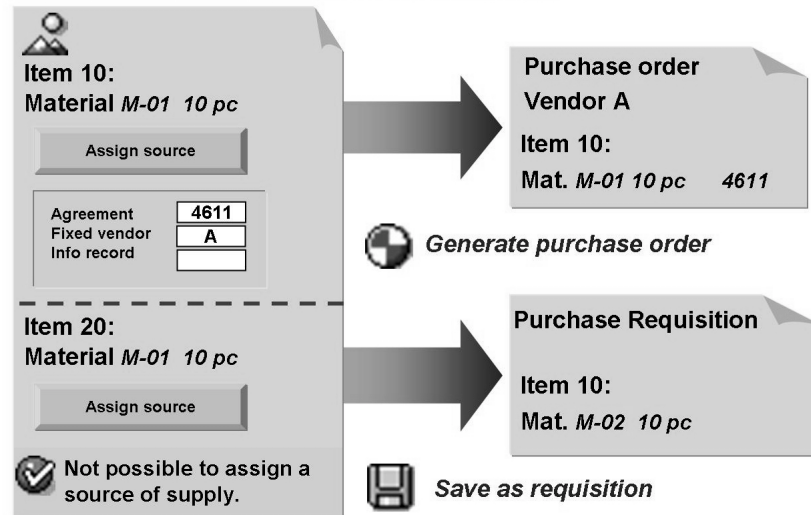 Item 10:
Material M-01 10 pc
Assign source
Agreement 4611
Fixed vendor A
Info record
Item 20:
Material M-01 10 pc
Assign source
Not possible to assign a
source of supply.
Purchase order
Vendor A
Item 10:
Mat. M-01 10 pc 4611
Generate purchase order
Purchase Requisition
Item 10:
Mat. M-02 10 pc
Save as requisition